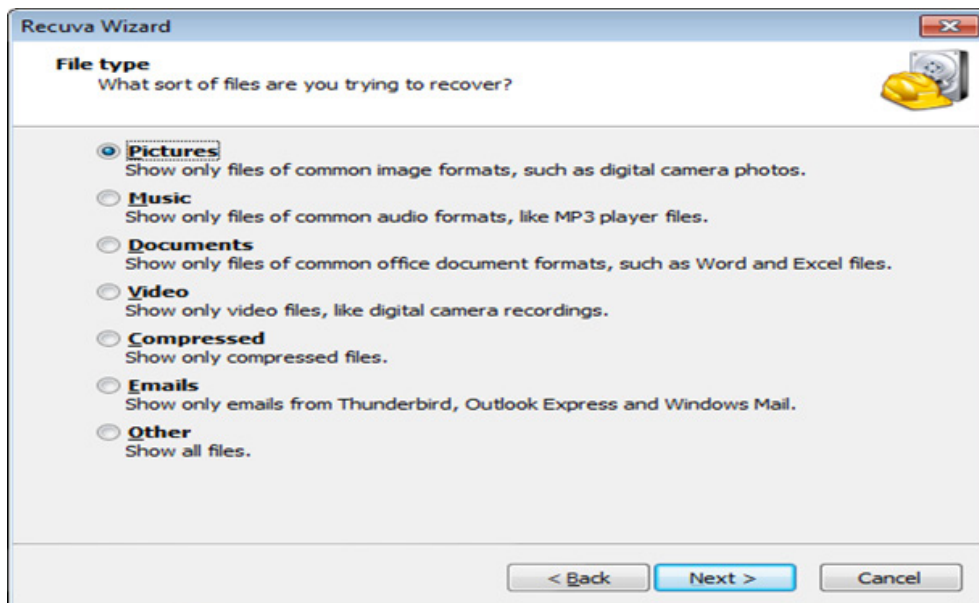 Recuva Wizard
File type
What sort of files are you trying to recover?
Pictures
Show only files of common image formats, such as digital camera photos.
Music
Show only files of common audio formats, like MP3 player files.
Documents
Show only files of common office document formats, such as Word and Excel files.
Video
Show only video files, like digital camera recordings.
Compressed
Show only compressed files.
Emails
Show only emails from Thunderbird, Outlook Express and Windows Mail.
Other
Show all files.
< Back Next > Cancel